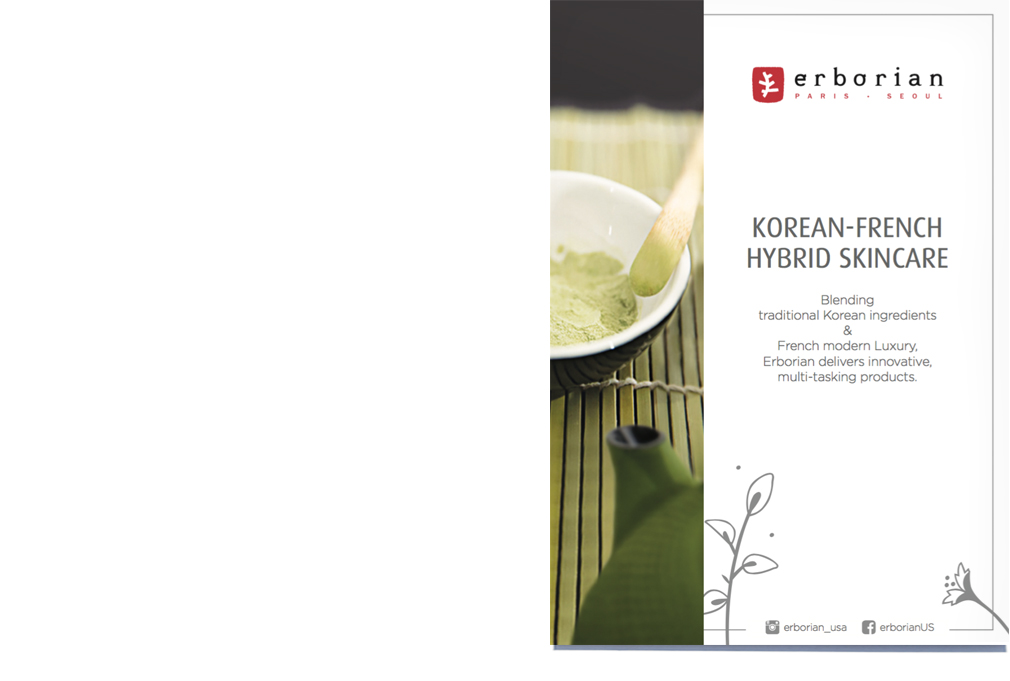 erborian
PARIS • SEOUL
KOREAN-FRENCH
HYBRID SKINCARE
Blending
traditional Korean ingredients
&
French modern Luxury,
Erborian delivers innovative,
multi-tasking products.
erborian_usa erborianUS